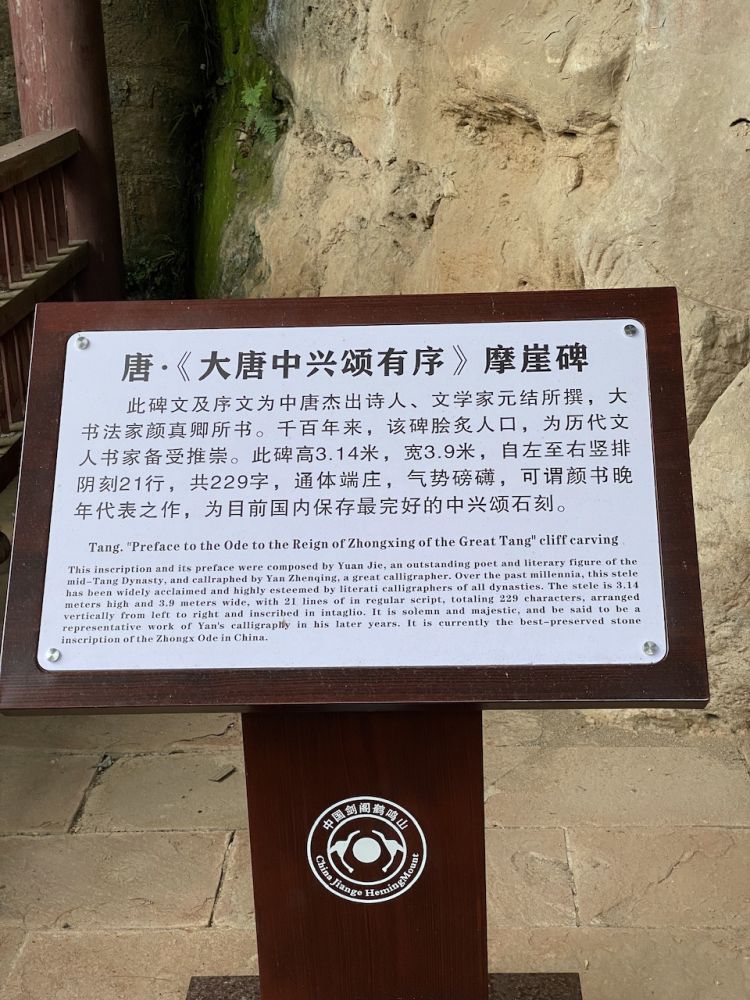 唐·《大唐中兴颂有序》摩崖碑
此碑文及序文为中唐杰出诗人、文学家元结所撰，大
书法家颜真卿所书。千百年来，该碑脍炙人口，为历代文
人书家备受推崇。此碑高3.14米，宽3.9米，自左至右竖排
阴刻21行，共229字，通体端庄，气势磅礴，可谓颜书晚
年代表之作，为目前国内保存最完好的中兴颂石刻。
Tang. "Preface to the Ode to the Reign of Zhongxing of the Great Tang" cliff carving
This inscription and its preface were composed by Yuan Jie, an outstanding poet and literary figure of the
mid-Tang Dynasty, and callraphed by Yan Zhenqing, a great calligrapher. Over the past millennia, this stele
has been widely acclaimed and highly esteemed by literati calligraphers of all dynasties. The stele is 3.14
meters high and 3.9 meters wide, with 21 lines of in regular script, totaling 229 characters, arranged
vertically from left to right and inscribed in intaglio. It is solemn and majestic, and be said to be a
representative work of Yan's calligraphy in his later years. It is currently the best-preserved stone
inscription of the Zhongx Ode in China.
中国剑阁鹤鸣山
China Jiange HemingMount